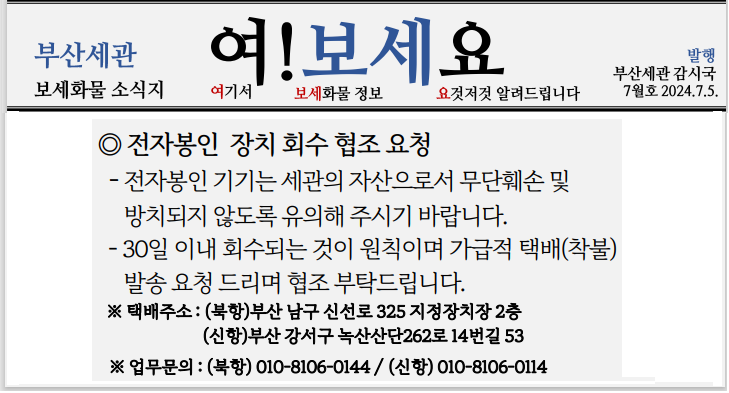 부산세관
보세화물 소식지
여!보세요
여기서 보세화물 정보 요것저것 알려드립니다
발행
부산세관 감시국
7월호 2024.7.5.
◎ 전자봉인 장치 회수 협조 요청
- 전자봉인 기기는 세관의 자산으로서 무단훼손 및
방치되지 않도록 유의해 주시기 바랍니다.
- 30일 이내 회수되는 것이 원칙이며 가급적 택배(착불)
발송 요청 드리며 협조 부탁드립니다.
※ 택배주소 : (북항)부산 남구 신선로 325 지정장치장 2층
(신항)부산 강서구 녹산산단262로 14번길 53
※ 업무문의 : (북항) 010-8106-0144 / (신항) 010-8106-0114